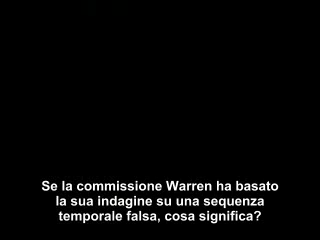 Se la commissione Warren ha basato
la sua indagine su una sequenza
temporale falsa, cosa significa?